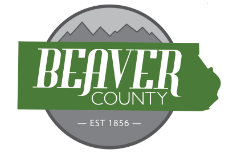 BEAVER
COUNTY
— EST 1856 —